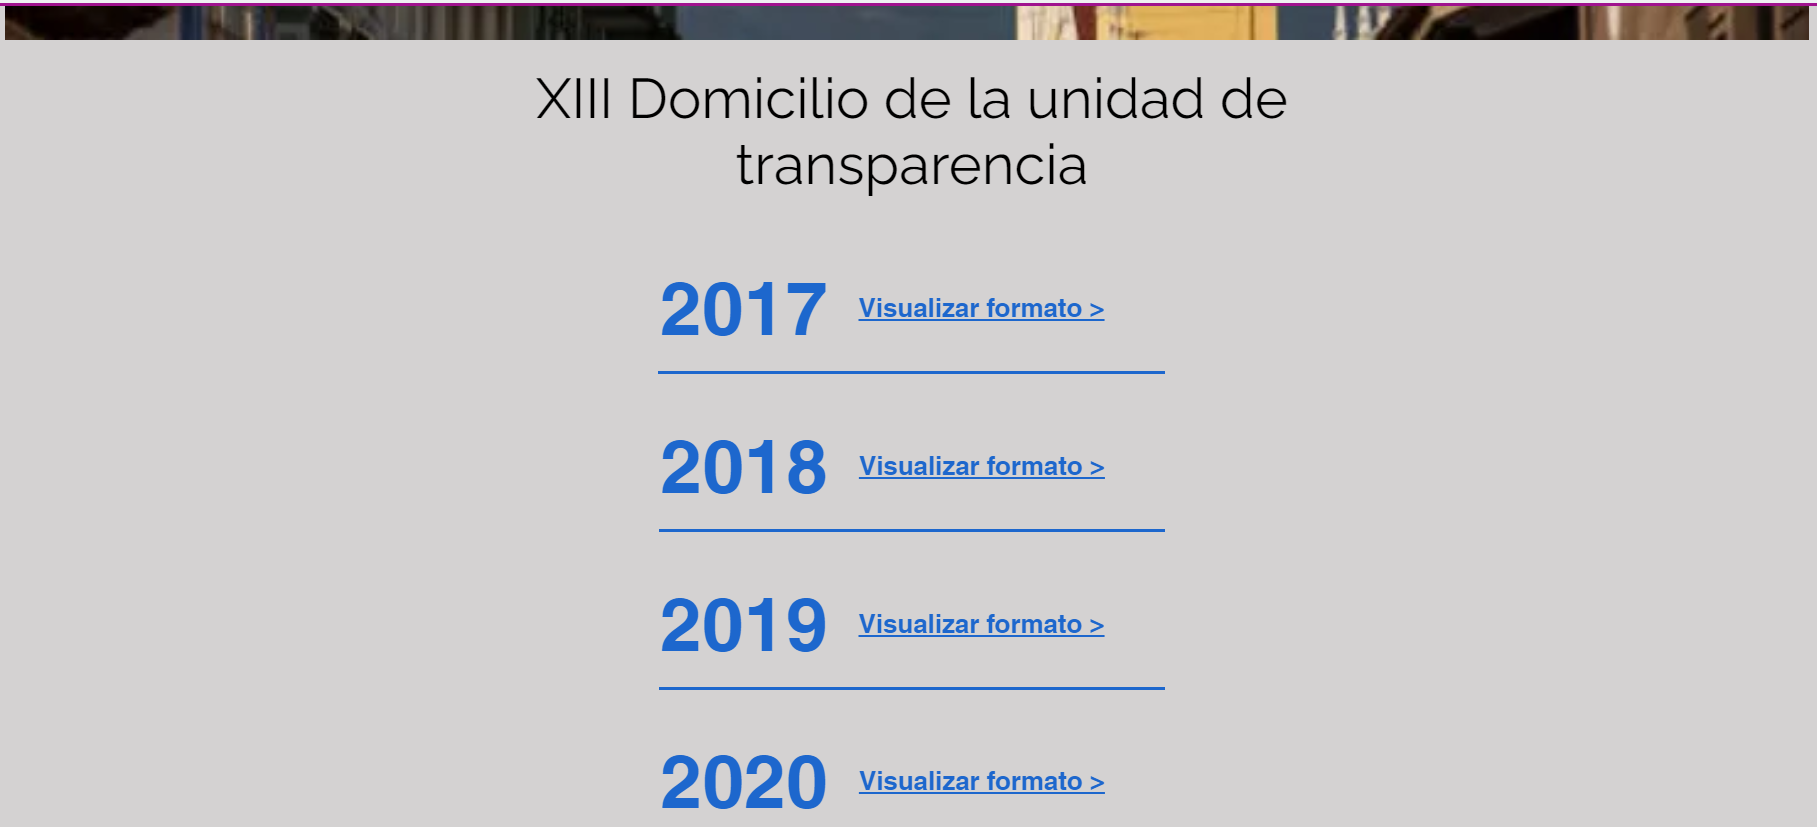 XIII Domicilio de la unidad de
transparencia
2017 Visualizar formato >
2018 Visualizar formato >
2019 Visualizar formato >
2020 Visualizar formato >